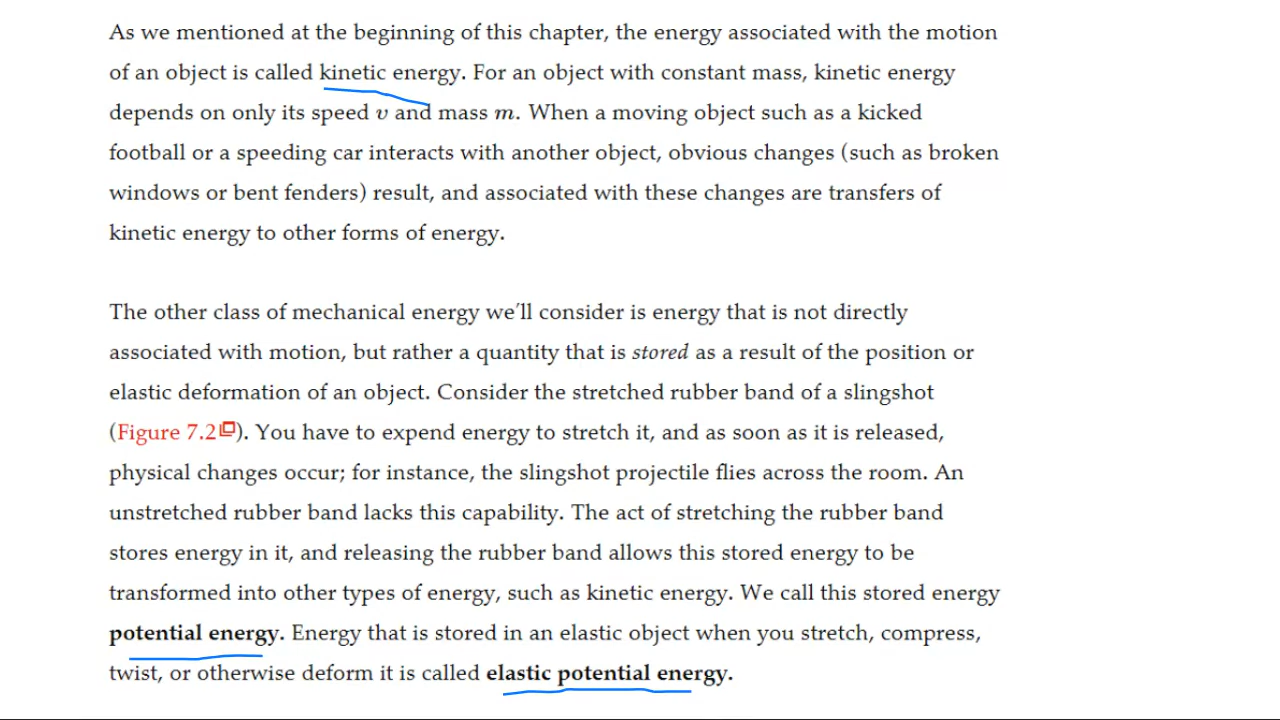 As we mentioned at the beginning of this chapter, the energy associated with the motion
of an object is called kinetic energy. For an object with constant mass, kinetic energy
depends on only its speed v and mass m. When a moving object such as a kicked
football or a speeding car interacts with another object, obvious changes (such as broken
windows or bent fenders) result, and associated with these changes are transfers of
kinetic energy to other forms of energy.
The other class of mechanical energy we'll consider is energy that is not directly
associated with motion, but rather a quantity that is stored as a result of the position or
elastic deformation of an object. Consider the stretched rubber band of a slingshot
(Figure 7.2). You have to expend energy to stretch it, and as soon as it is released,
physical changes occur; for instance, the slingshot projectile flies across the room. An
unstretched rubber band lacks this capability. The act of stretching the rubber band
stores energy in it, and releasing the rubber band allows this stored energy to be
transformed into other types of energy, such as kinetic energy. We call this stored energy
potential energy. Energy that is stored in an elastic object when you stretch, compress,
twist, or otherwise deform it is called elastic potential energy.